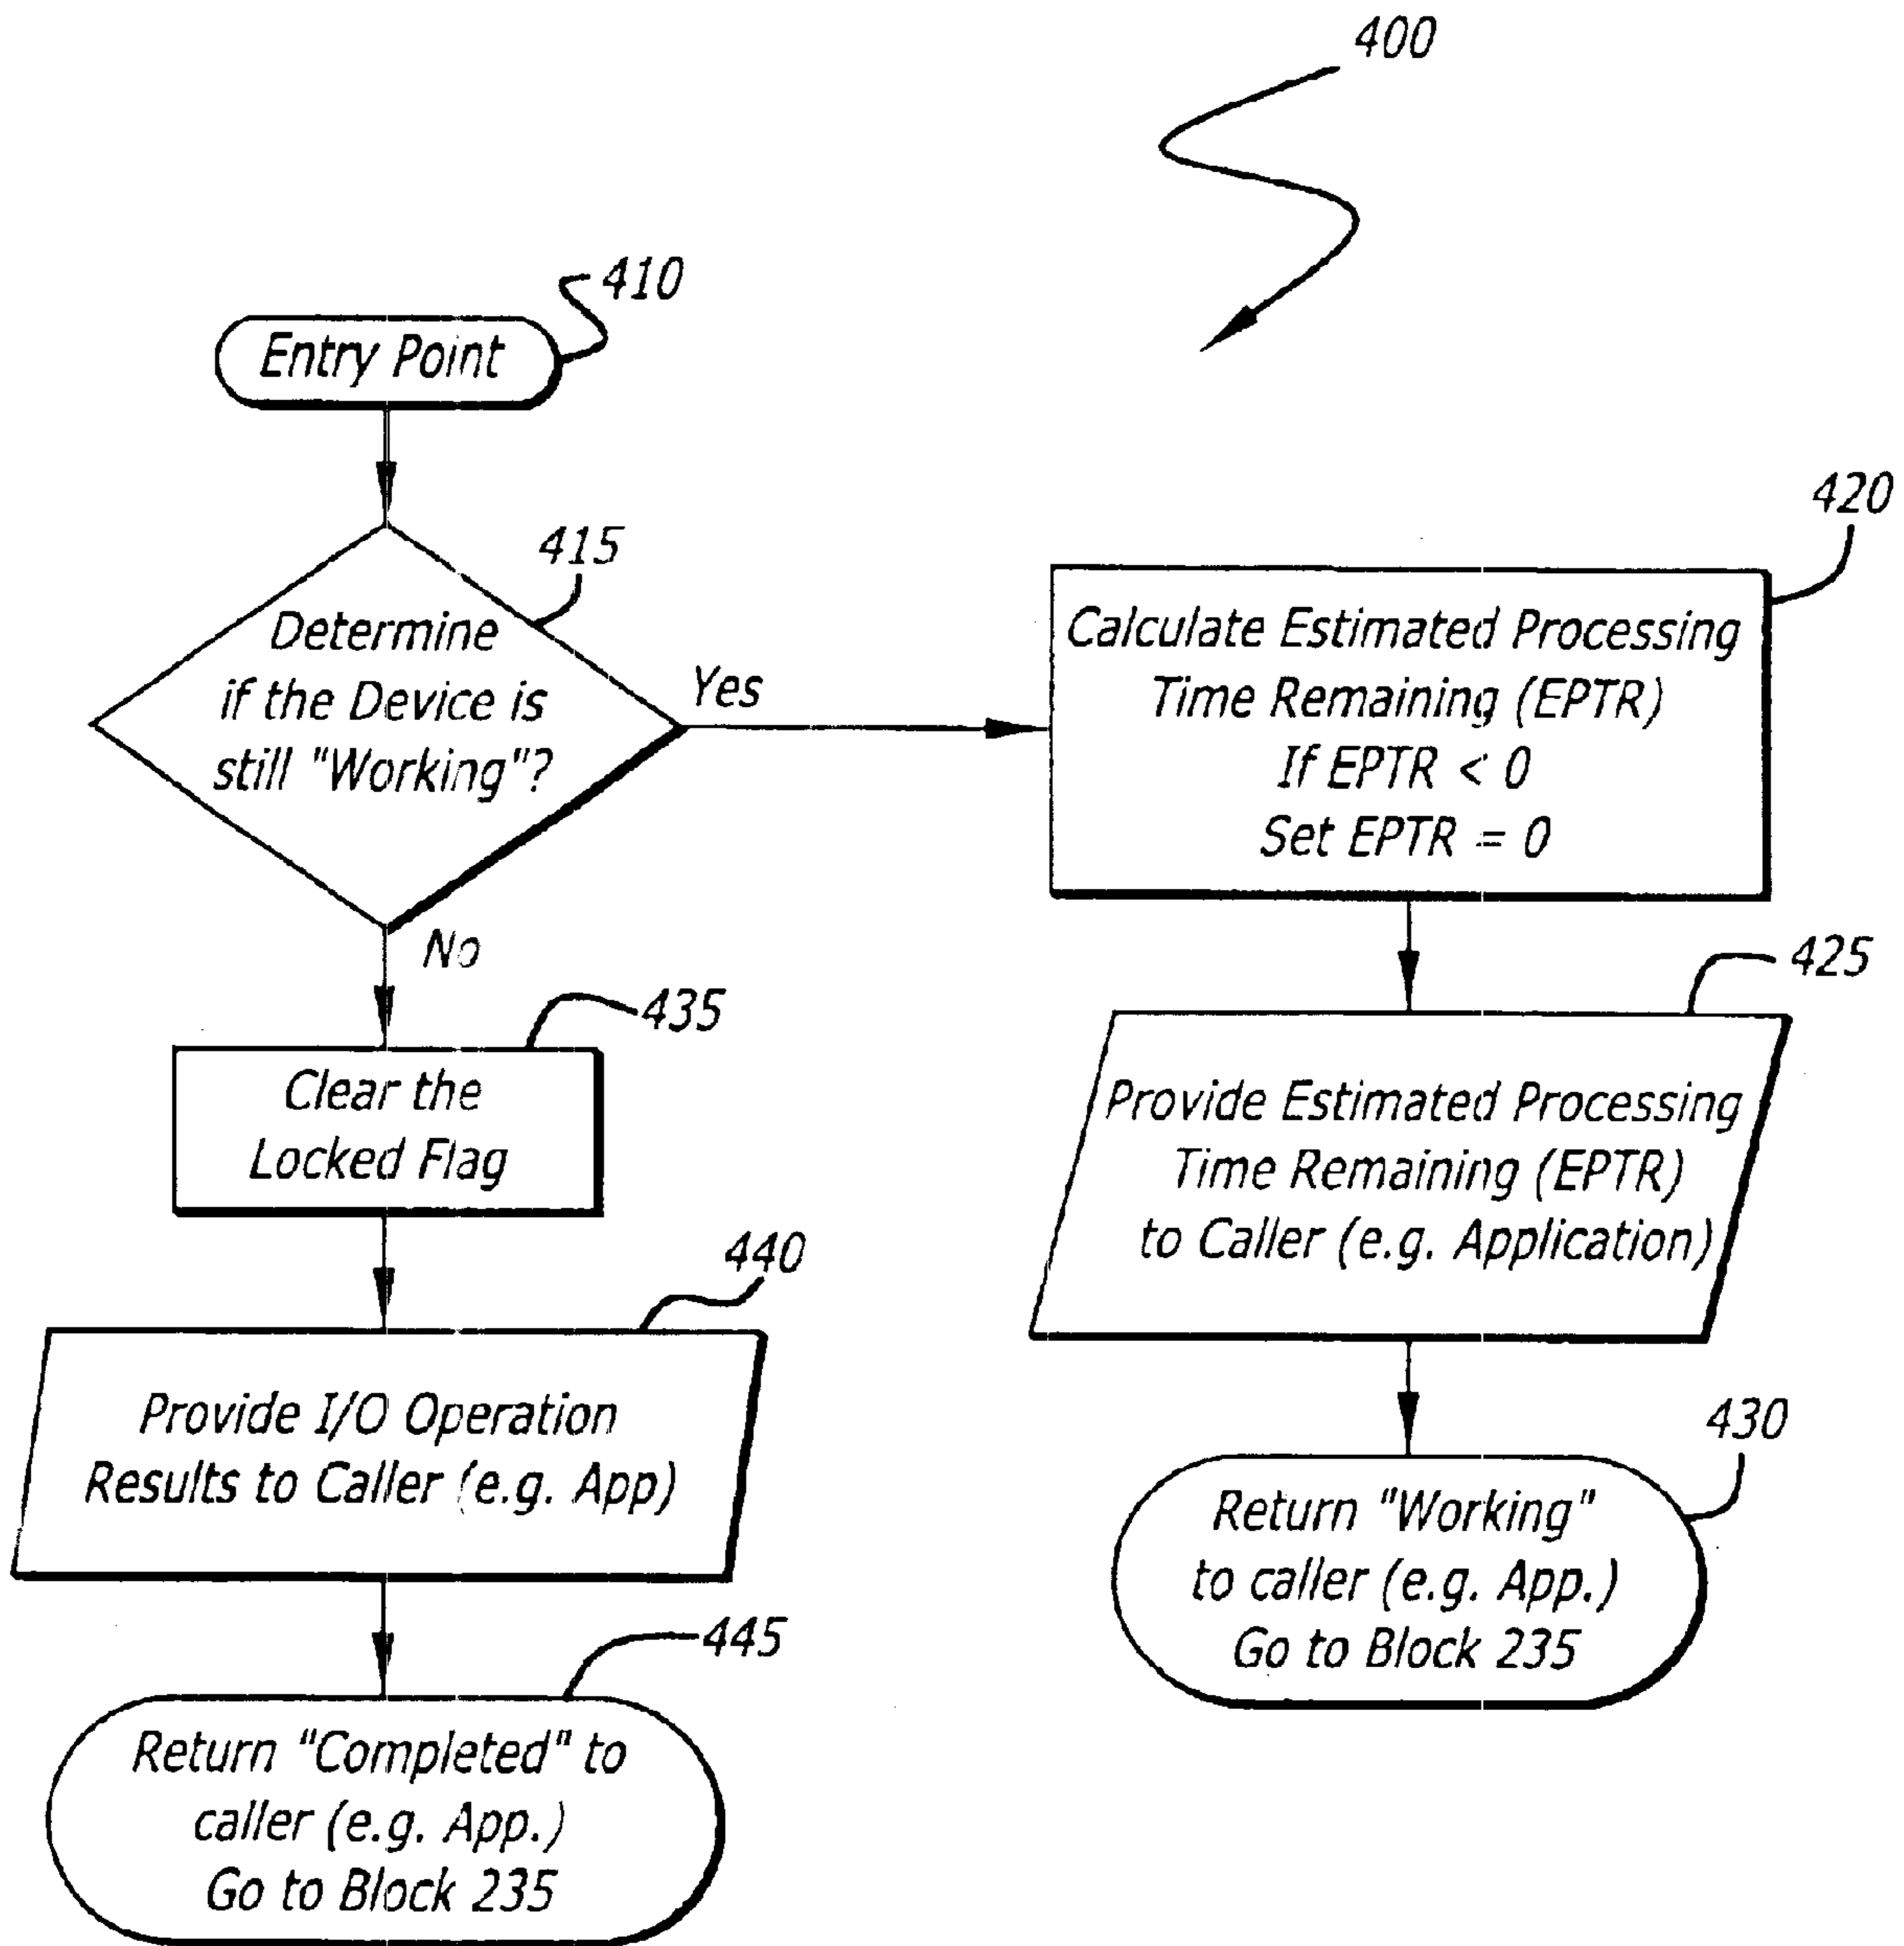 400
410
Entry Point
415
Determine
if the Device is
still "Working"?
Yes
No
420
Calculate Estimated Processing
Time Remaining (EPTR)
If EPTR < 0
Set EPTR = 0
425
Provide Estimated Processing
Time Remaining (EPTR)
to Caller (e.g. Application)
430
Return "Working"
to caller (e.g. App.)
Go to Block 235
435
Clear the
Locked Flag
440
Provide I/O Operation
Results to Caller (e.g. App)
445
Return "Completed" to
caller (e.g. App.)
Go to Block 235